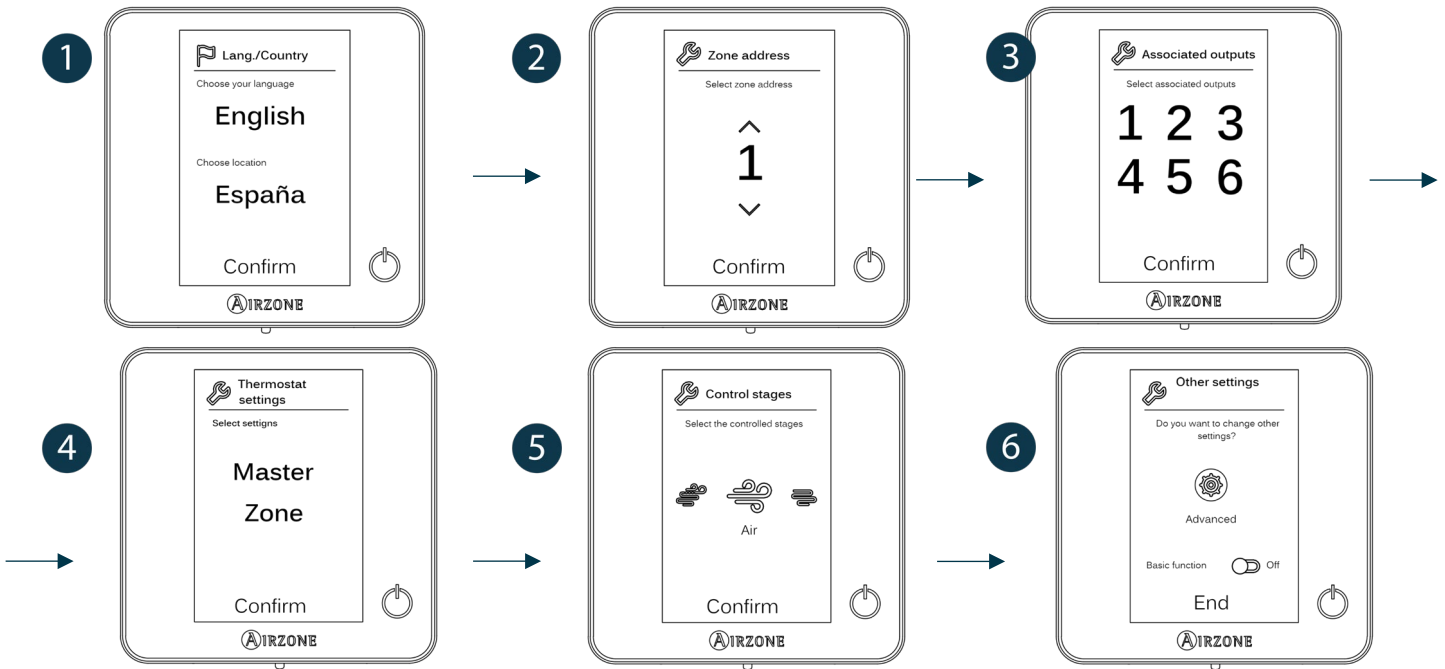 1
Lang./Country
Choose your language
English
Choose location
España
Confirm
AIRZONE
2
Zone address
Select zone address
1
Confirm
AIRZONE
3
Associated outputs
Select associated outputs
1 2 3
4 5 6
Confirm
AIRZONE
4
Thermostat
settings
Select settigns
Master
Zone
Confirm
AIRZONE
5
Control stages
Select the controlled stages
Air
Confirm
AIRZONE
6
Other settings
Do you want to change other
settings?
Advanced
Basic function Off
End
AIRZONE